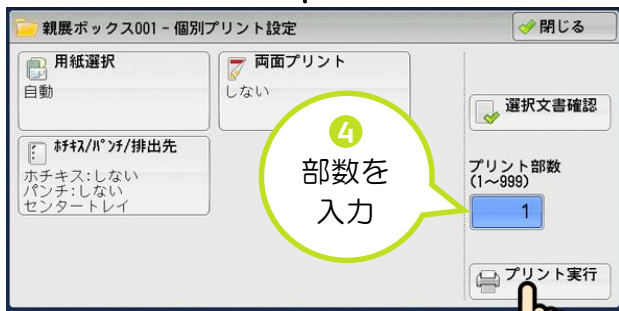 親展ボックス001 - 個別プリント設定
閉じる
用紙選択
自動
両面プリント
しない
選択文書確認
ﾎﾁｷｽ/ﾊﾟﾝﾁ/排出先
ホチキス:しない
パンチ:しない
センタートレイ
❹
部数を
入力
プリント部数
(1～999)
1
プリント実行